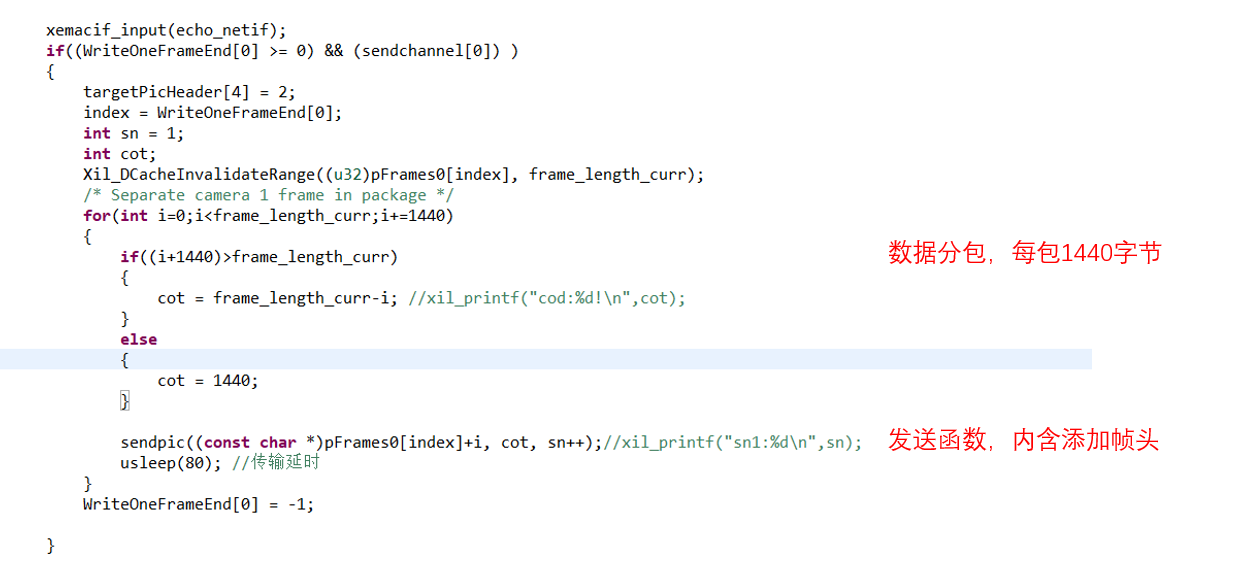 xemacif_input(echo_netif);
if((WriteOneFrameEnd[0] >= 0) && (sendchannel[0]) )
{
    targetPicHeader[4] = 2;
    index = WriteOneFrameEnd[0];
    int sn = 1;
    int cot;
    Xil_DCacheInvalidateRange((u32)pFrames0[index], frame_length_curr);
    /* Separate camera 1 frame in package */
    for(int i=0;i<frame_length_curr;i+=1440)
    {
        if((i+1440)>frame_length_curr)
        {
            cot = frame_length_curr-i; //xil_printf("cod:%d!\n",cot);
        }
        else
        {
            cot = 1440;
        }
        sendpic((const char *)pFrames0[index]+i, cot, sn++);//xil_printf("sn1:%d\n",sn);
        usleep(80); //传输延时
    }
    WriteOneFrameEnd[0] = -1;
}
数据分包，每包1440字节
发送函数，内含添加帧头